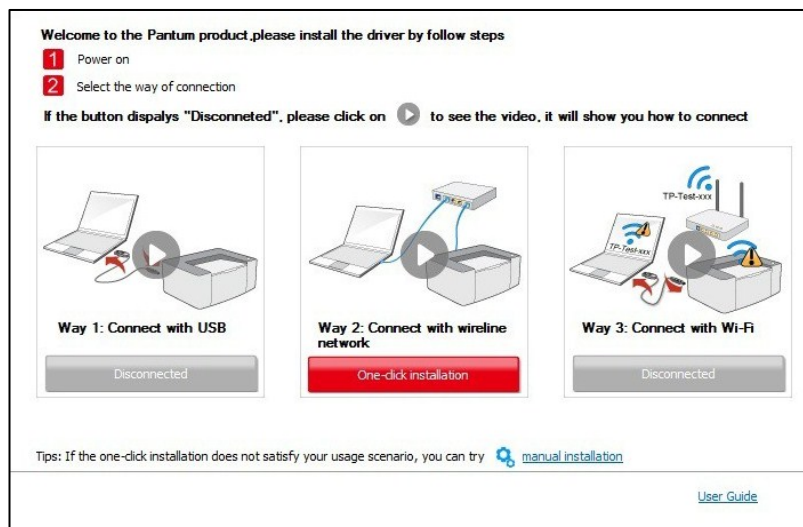 Welcome to the Pantum product,please install the driver by follow steps
1 Power on
2 Select the way of connection
If the button dispalys "Disconneted", please click on to see the video, it will show you how to connect
TP-Test-xxx
TP-Test-xxx
Way 1: Connect with USB
Way 2: Connect with wireline
network
Way 3: Connect with Wi-Fi
Disconnected
One-click installation
Disconnected
Tips: If the one-click installation does not satisfy your usage scenario, you can try manual installation
User Guide